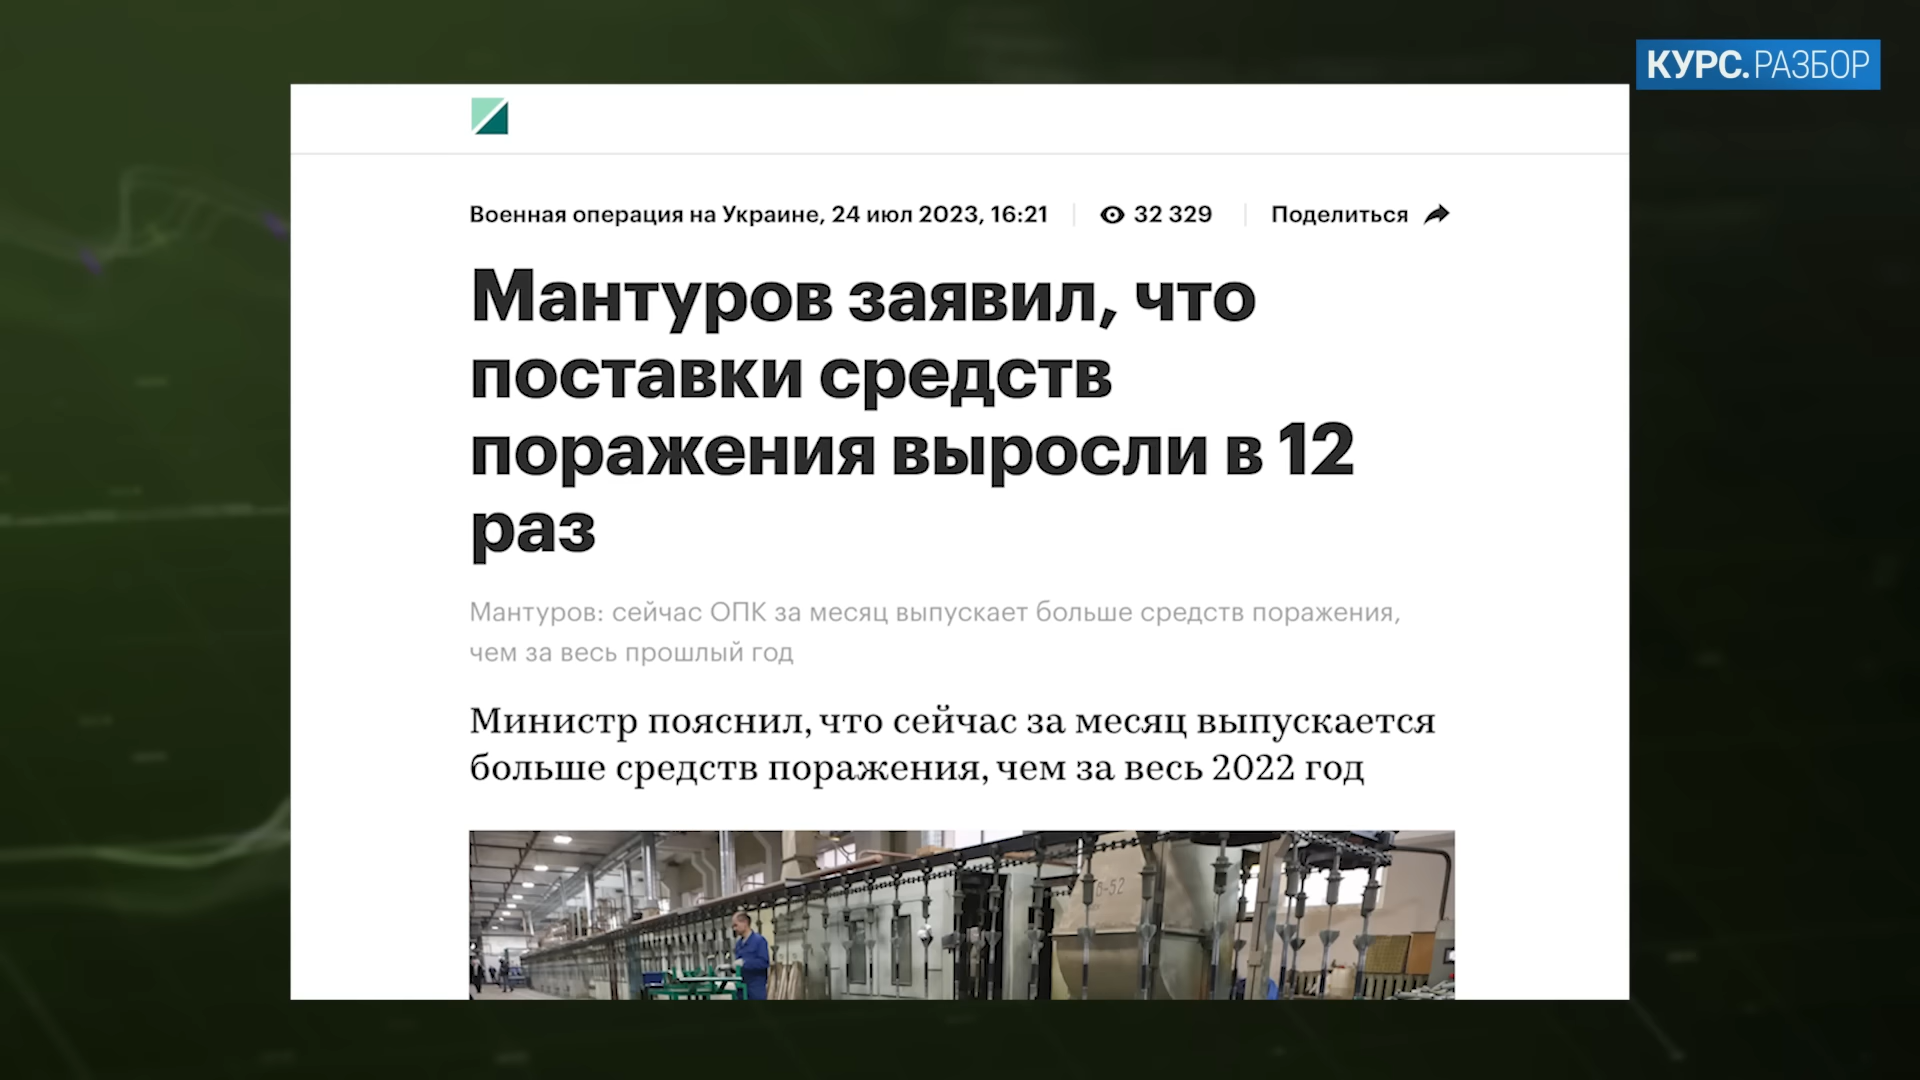 КУРС.РАЗБОР
Военная операция на Украине, 24 июл 2023, 16:21 32 329 Поделиться
Мантуров заявил, что
поставки средств
поражения выросли в 12
раз
Мантуров: сейчас ОПК за месяц выпускает больше средств поражения,
чем за весь прошлый год
Министр пояснил, что сейчас за месяц выпускается
больше средств поражения, чем за весь 2022 год
В-52